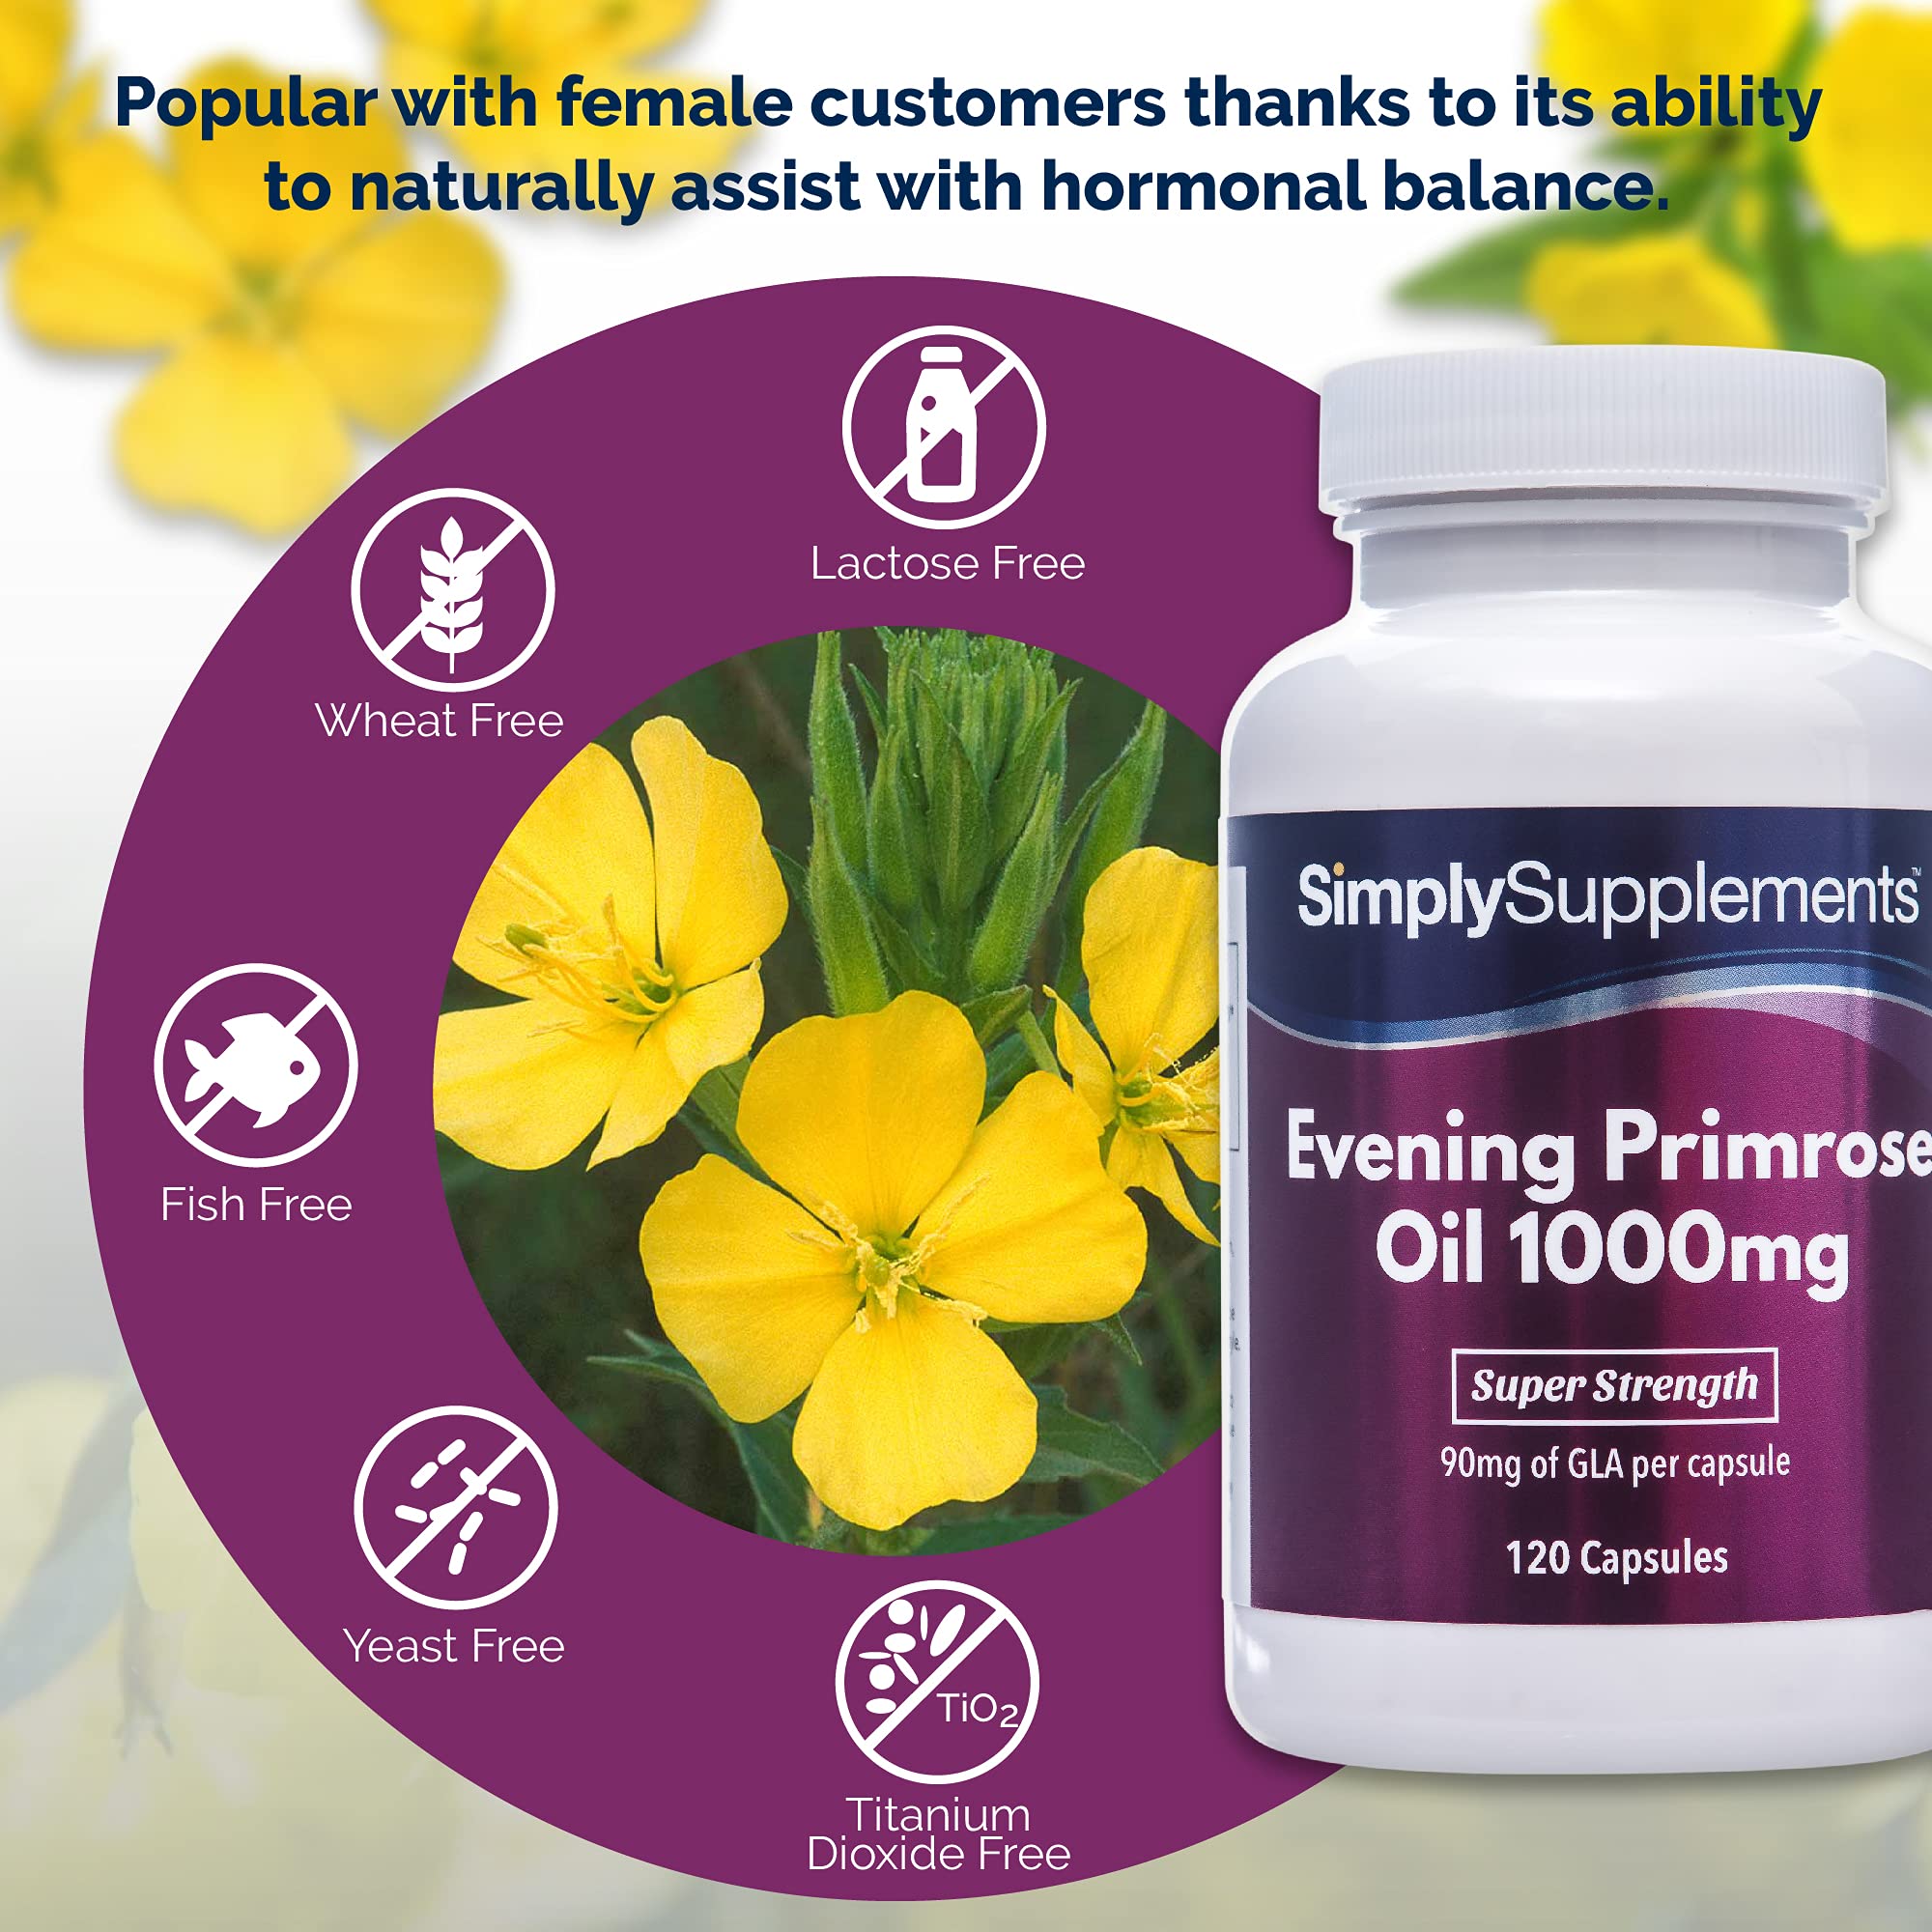 Popular with female customers thanks to its ability
to naturally assist with hormonal balance.
Lactose Free
Wheat Free
Fish Free
Yeast Free
TiO2
Titanium
Dioxide Free
SimplySupplements™
Evening Primrose
Oil 1000mg
Super Strength
90mg of GLA per capsule
120 Capsules